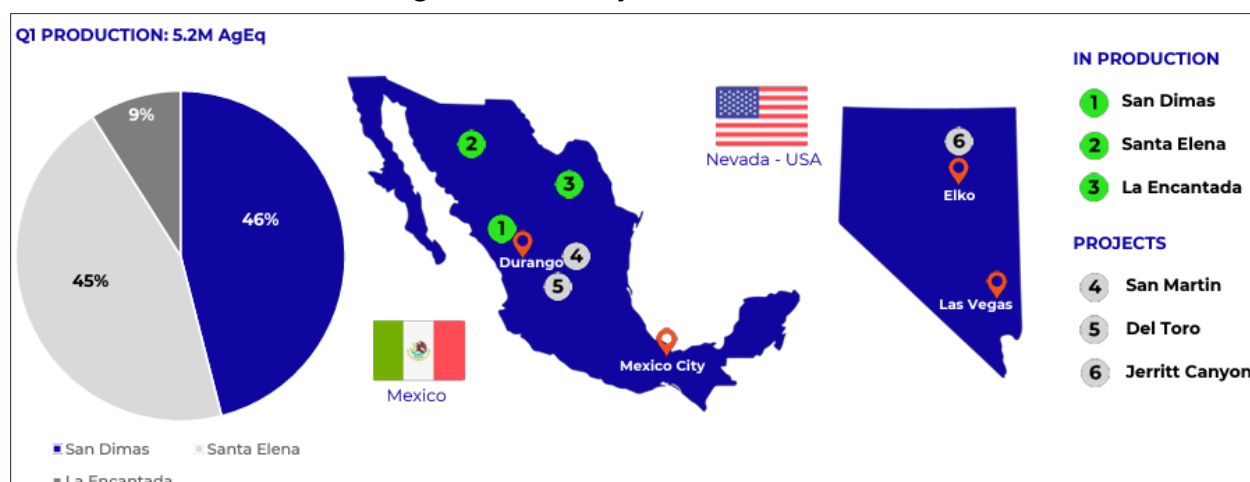 Q1 PRODUCTION: 5.2M AgEq
9%
46%
45%
San Dimas
Santa Elena
La Encantada
2
3
1
Durango
4
5
Mexico City
Mexico
Nevada - USA
6
Elko
Las Vegas
IN PRODUCTION
1 San Dimas
2 Santa Elena
3 La Encantada
PROJECTS
4 San Martin
5 Del Toro
6 Jerritt Canyon